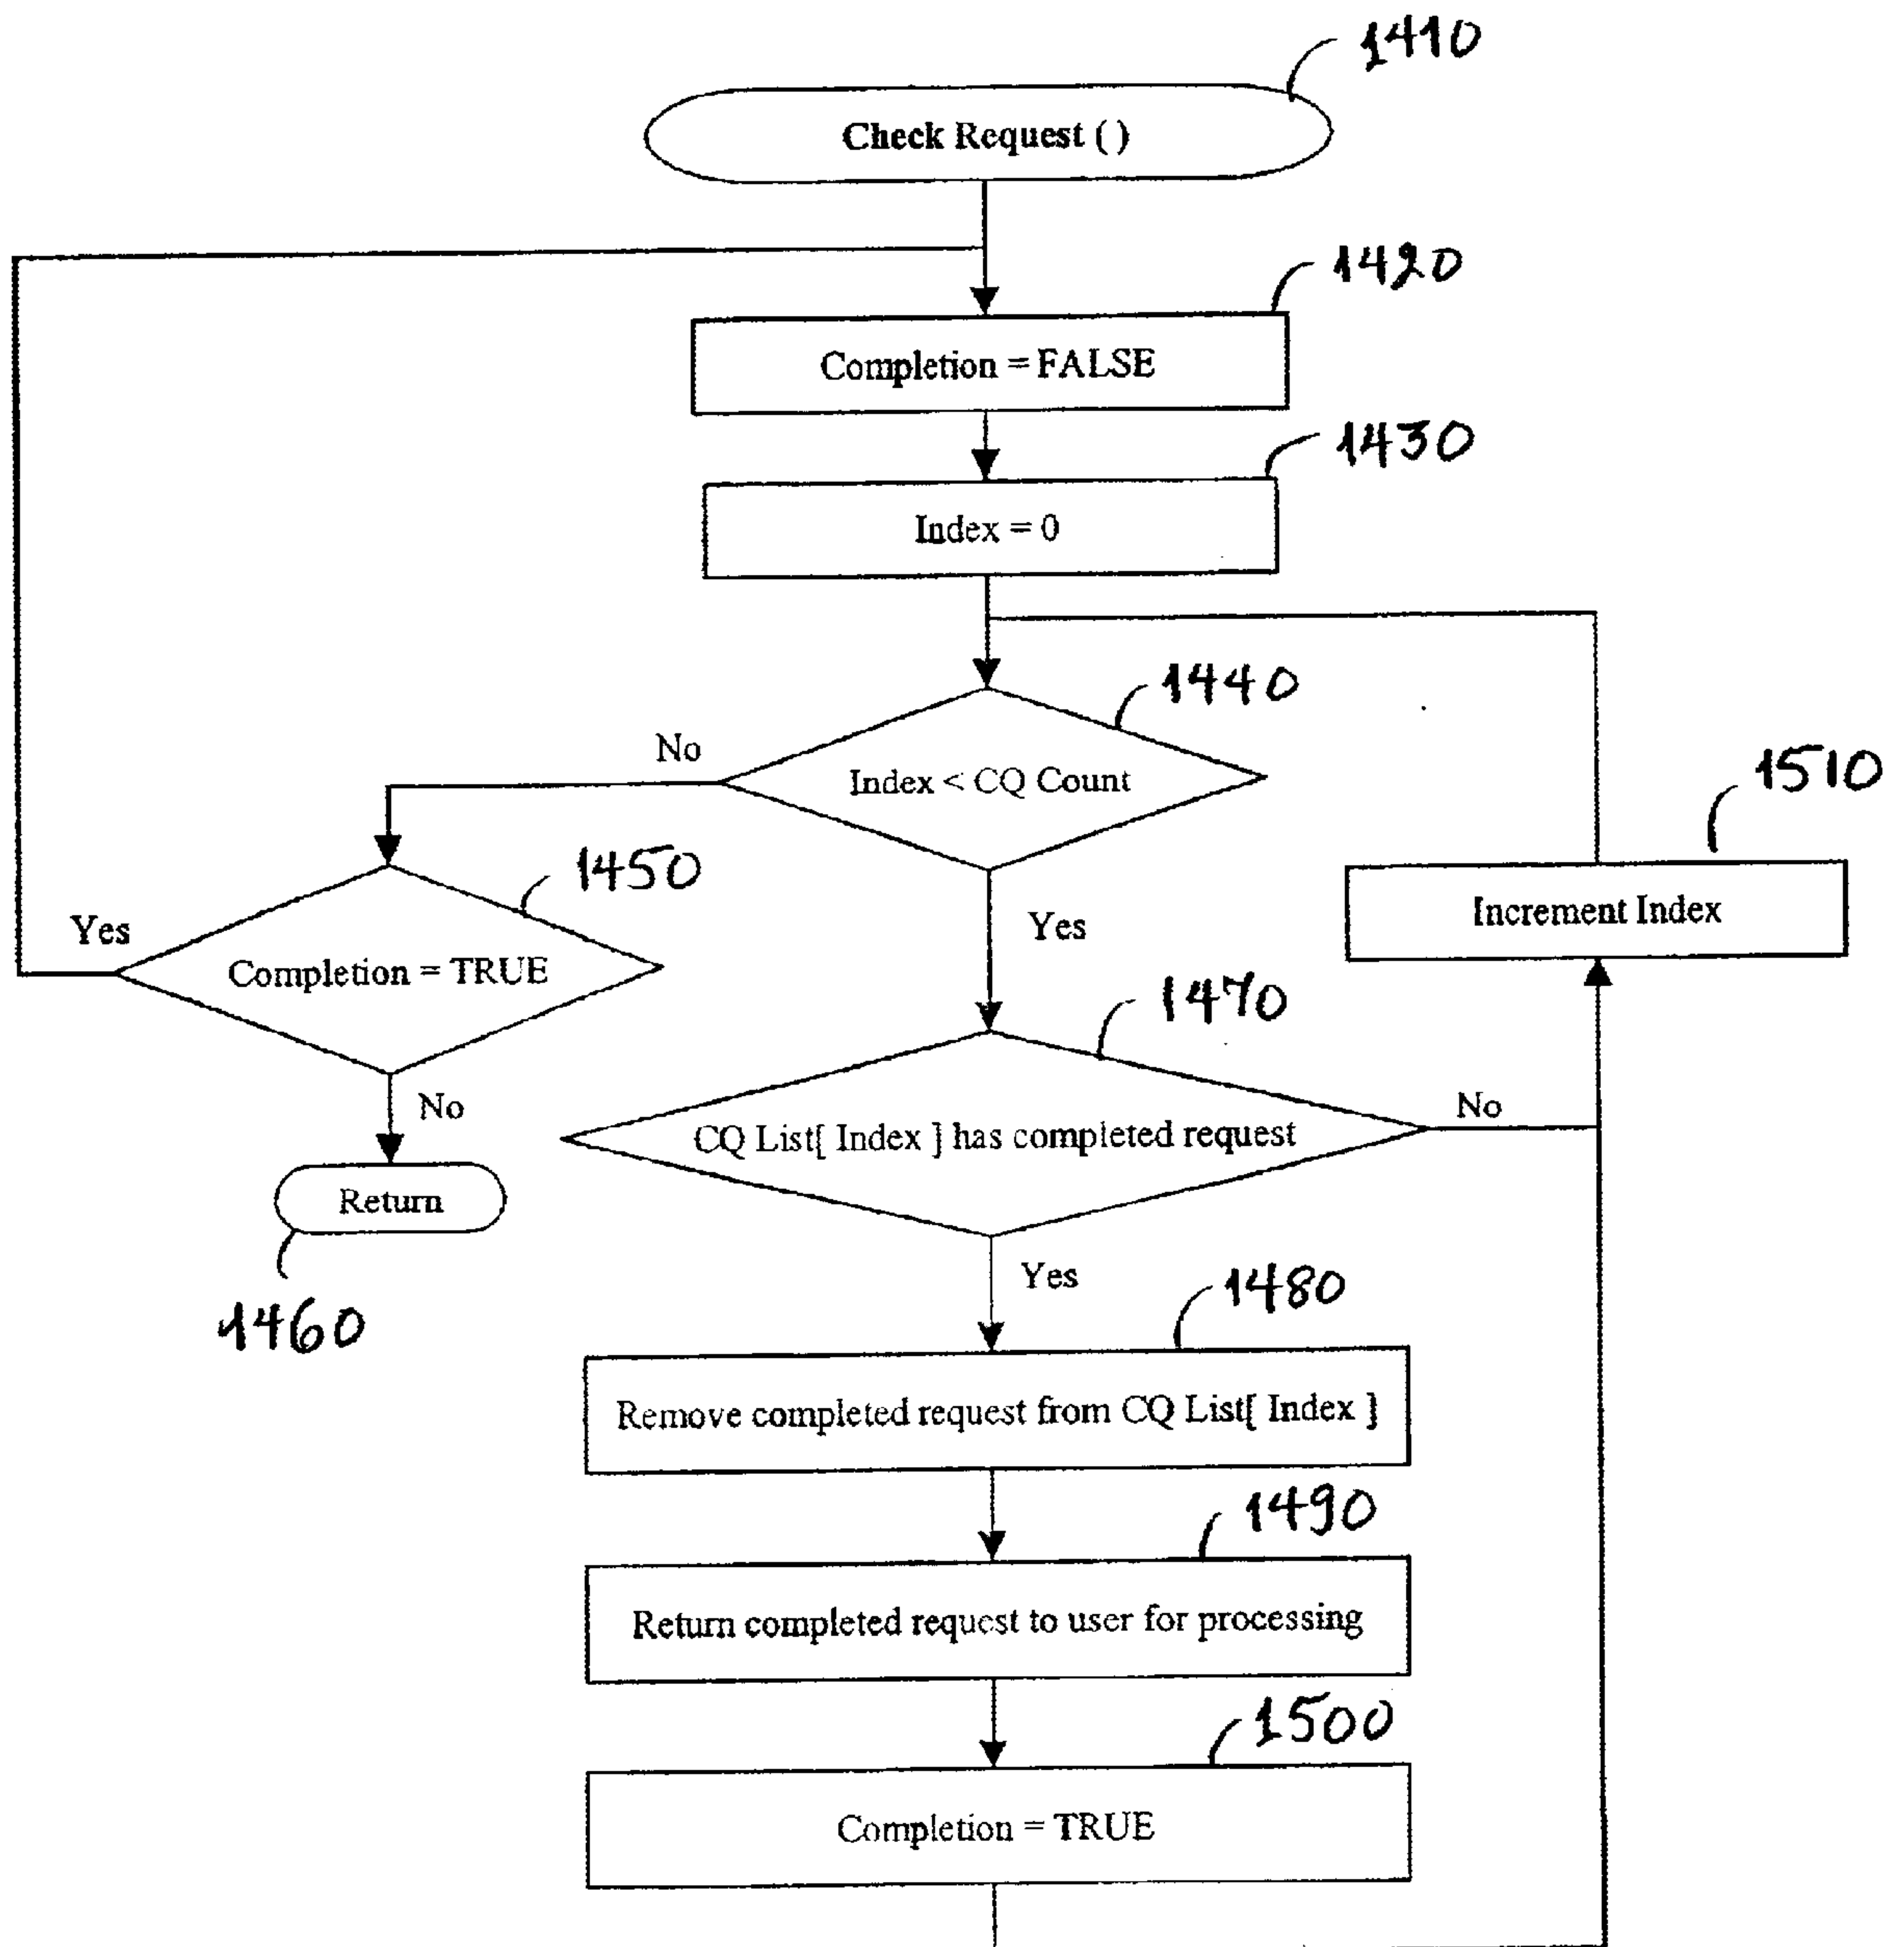 1410
Check Request ( )
1420
Completion = FALSE
1430
Index = 0
1440
No
Index < CQ Count
1510
1450
Increment Index
Yes
Yes
Completion = TRUE
1470
No
No
CQ List[ Index ] has completed request
Return
Yes
1480
1460
Remove completed request from CQ List[ Index ]
1490
Return completed request to user for processing
1500
Completion = TRUE